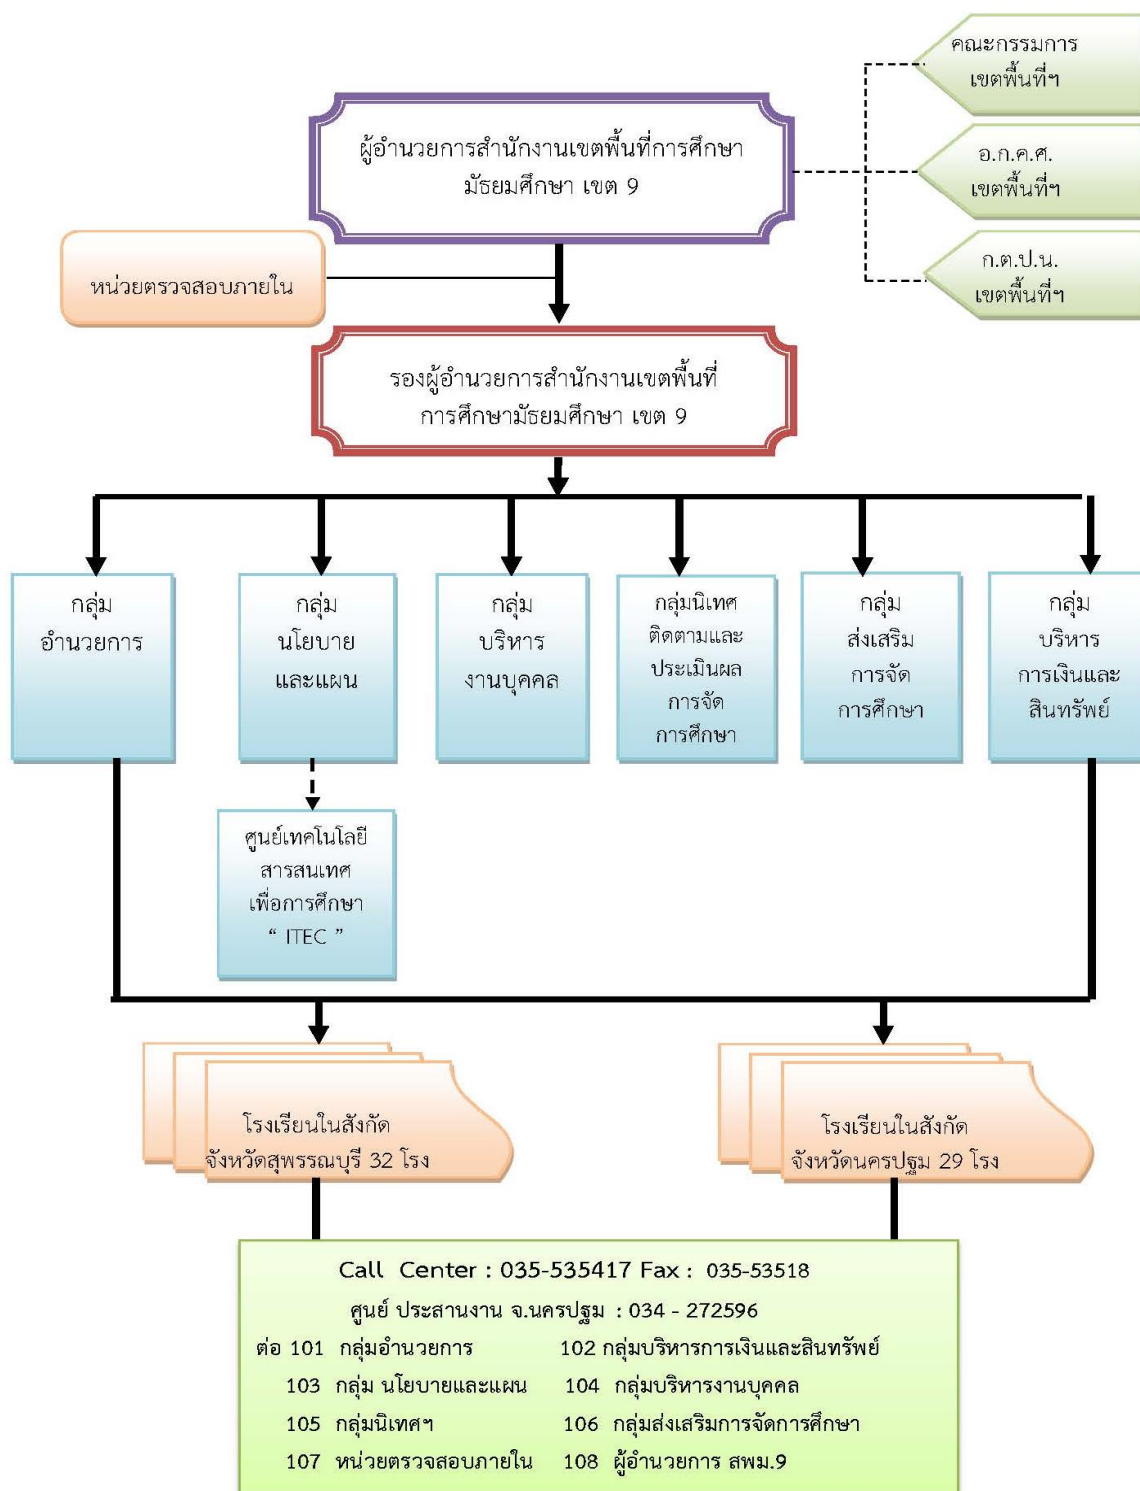 คณะกรรมการ
เขตพื้นที่ฯ
ผู้อำนวยการสำนักงานเขตพื้นที่การศึกษา
มัธยมศึกษา เขต 9
อ.ก.ค.ศ.
เขตพื้นที่ฯ
ก.ต.ป.น.
เขตพื้นที่ฯ
หน่วยตรวจสอบภายใน
รองผู้อำนวยการสำนักงานเขตพื้นที่
การศึกษามัธยมศึกษา เขต 9
กลุ่ม
อำนวยการ
กลุ่ม
นโยบาย
และแผน
กลุ่ม
บริหาร
งานบุคคล
กลุ่มนิเทศ
ติดตามและ
ประเมินผล
การจัด
การศึกษา
กลุ่ม
ส่งเสริม
การจัด
การศึกษา
กลุ่ม
บริหาร
การเงินและ
สินทรัพย์
ศูนย์เทคโนโลยี
สารสนเทศ
เพื่อการศึกษา
“ ITEC ”
โรงเรียนในสังกัด
จังหวัดสุพรรณบุรี 32 โรง
โรงเรียนในสังกัด
จังหวัดนครปฐม 29 โรง
Call Center : 035-535417 Fax : 035-53518
ศูนย์ ประสานงาน จ.นครปฐม : 034 - 272596
ต่อ 101 กลุ่มอำนวยการ 102 กลุ่มบริหารการเงินและสินทรัพย์
103 กลุ่ม นโยบายและแผน 104 กลุ่มบริหารงานบุคคล
105 กลุ่มนิเทศฯ 106 กลุ่มส่งเสริมการจัดการศึกษา
107 หน่วยตรวจสอบภายใน 108 ผู้อำนวยการ สพม.9